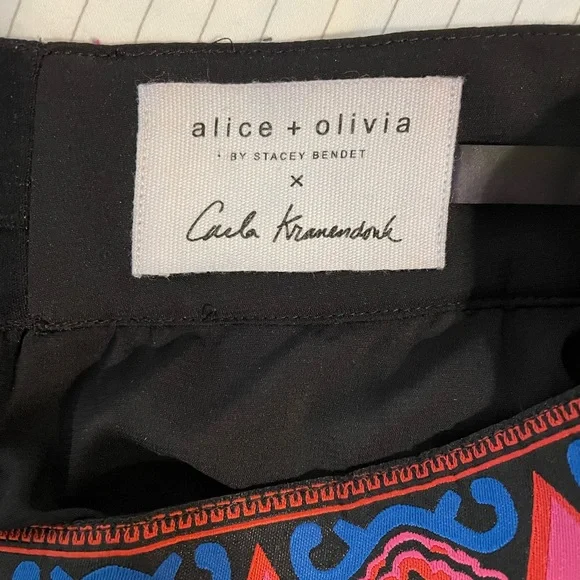 alice + olivia
BY STACEY BENDET
x
Carla Kranendonk